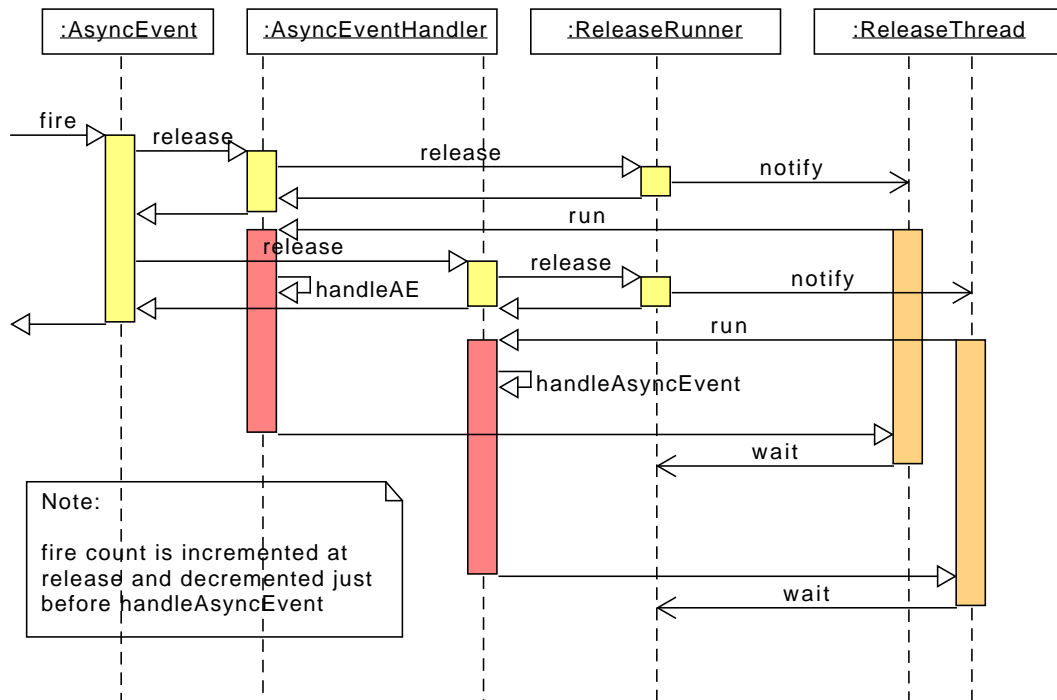 :AsyncEvent
:AsyncEventHandler
:ReleaseRunner
:ReleaseThread
fire
release
release
notify
run
release
release
handleAE
notify
run
handleAsyncEvent
wait
Note:
fire count is incremented at
release and decremented just
before handleAsyncEvent
wait